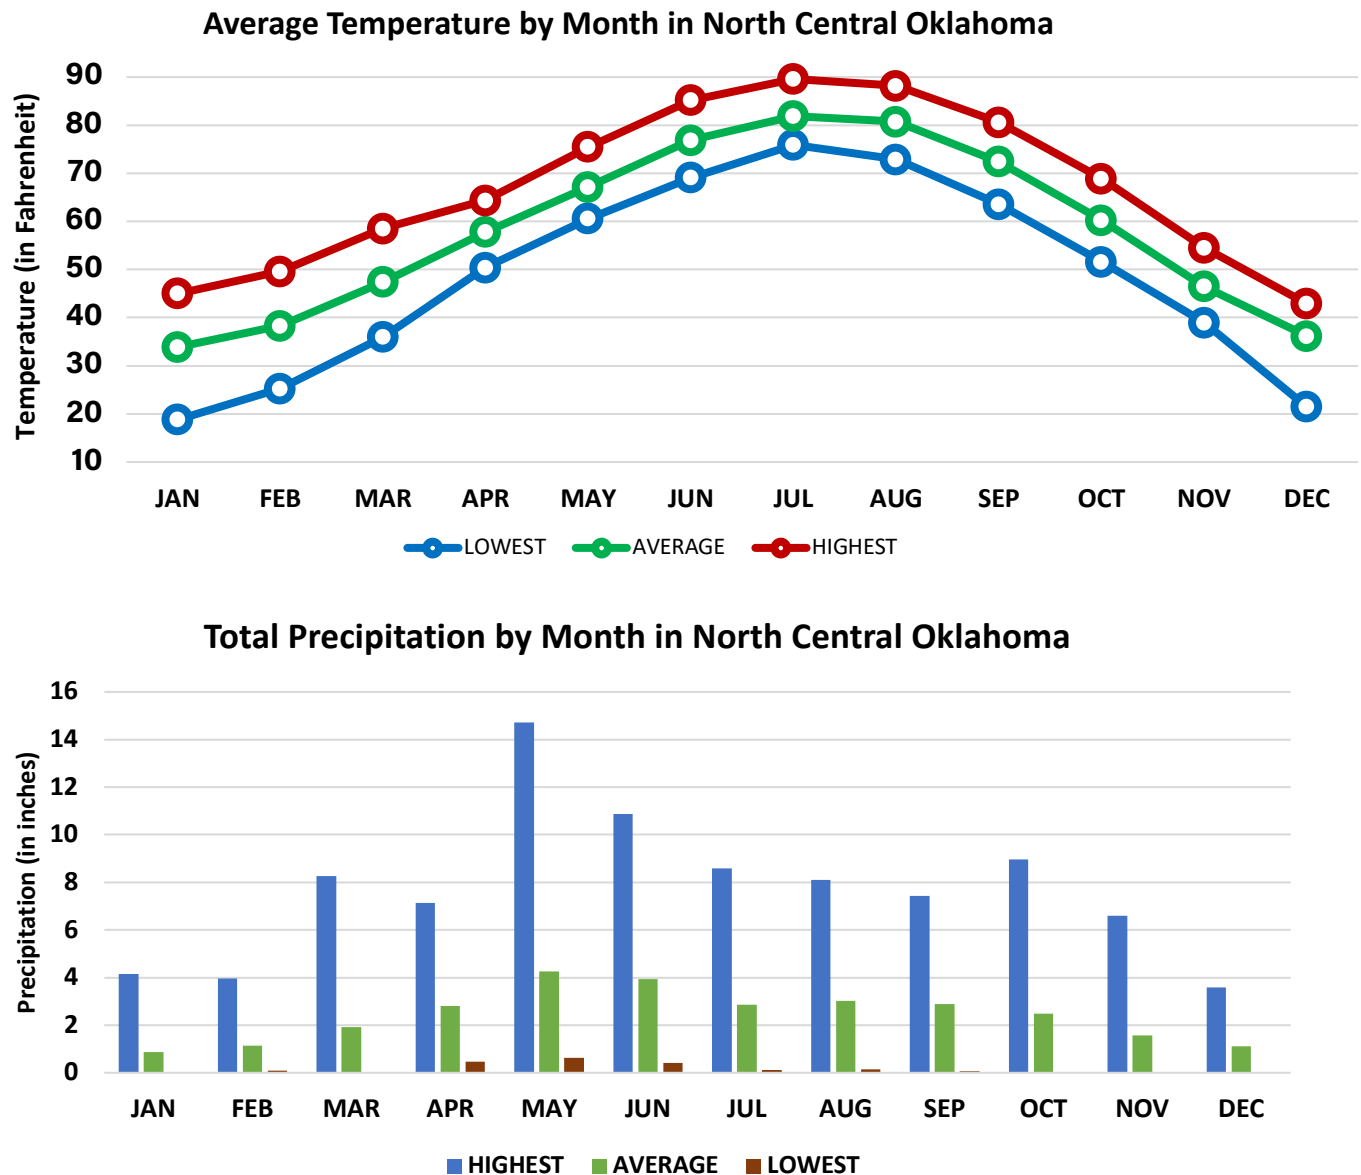 Average Temperature by Month in North Central Oklahoma
Temperature (in Fahrenheit)
90
80
70
60
50
40
30
20
10
JAN FEB MAR APR MAY JUN JUL AUG SEP OCT NOV DEC
LOWEST AVERAGE HIGHEST
Total Precipitation by Month in North Central Oklahoma
Precipitation (in inches)
16
14
12
10
8
6
4
2
0
JAN FEB MAR APR MAY JUN JUL AUG SEP OCT NOV DEC
HIGHEST AVERAGE LOWEST